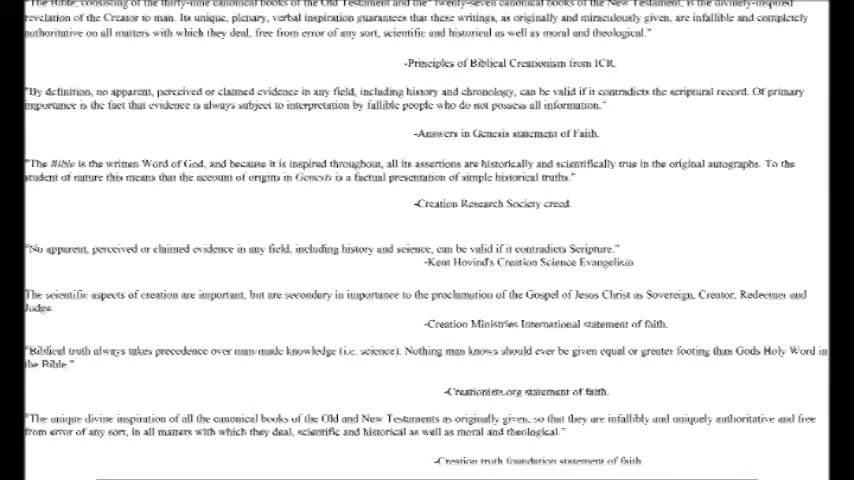 "The Bible, consisting of the thirty-nine canonical books of the Old Testament and the "twenty-seven canonical books of the New Testament, is the divinely-inspired
revelation of the Creator to man. Its unique, plenary, verbal inspiration guarantees that these writings, as originally and miraculously given, are infallible and completely
authoritative on all matters with which they deal, free from error of any sort, scientific and historical as well as moral and theological."
-Principles of Biblical Creationism from ICR.
"By definition, no apparent, perceived or claimed evidence in any field, including history and chronology, can be valid if it contradicts the scriptural record. Of primary
importance is the fact that evidence is always subject to interpretation by fallible people who do not possess all information."
-Answers in Genesis statement of Faith.
"The Bible is the written Word of God, and because it is inspired throughout, all its assertions are historically and scientifically true in the original autographs. To the
student of nature this means that the account of origins in Genesis is a factual presentation of simple historical truths."
-Creation Research Society creed.
"No apparent, perceived or claimed evidence in any field, including history and science, can be valid if it contradicts Scripture."
-Kent Hovind's Creation Science Evangelism.
The scientific aspects of creation are important, but are secondary in importance to the proclamation of the Gospel of Jesus Christ as Sovereign, Creator, Redeemer and
Judge.
-Creation Ministries International statement of faith.
"Biblical truth always takes precedence over man-made knowledge (i.e. science). Nothing man knows should ever be given equal or greater footing than Gods Holy Word in
the Bible."
-Creationists.org statement of faith.
"The unique divine inspiration of all the canonical books of the Old and New Testaments as originally given, so that they are infallibly and uniquely authoritative and free
from error of any sort, in all matters with which they deal, scientific and historical as well as moral and theological."
-Creation truth foundation statement of faith